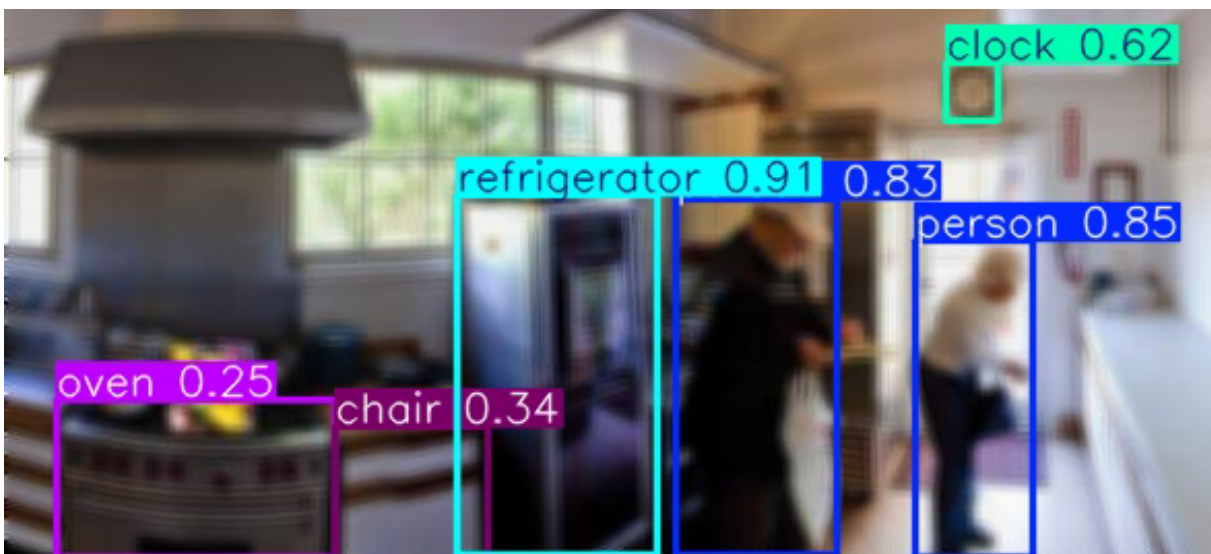 clock 0.62
refrigerator 0.91
0.83
person 0.85
oven 0.25
chair 0.34